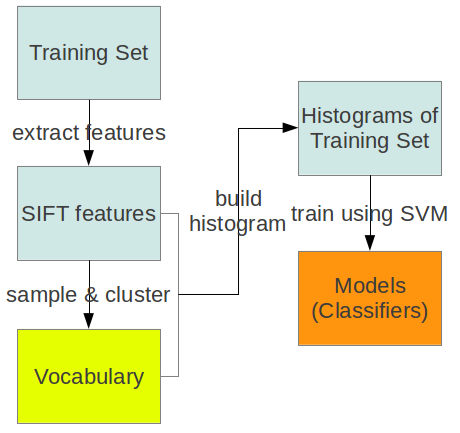 Training Set
extract features
SIFT features
sample & cluster
Vocabulary
build
histogram
Histograms of
Training Set
train using SVM
Models
(Classifiers)